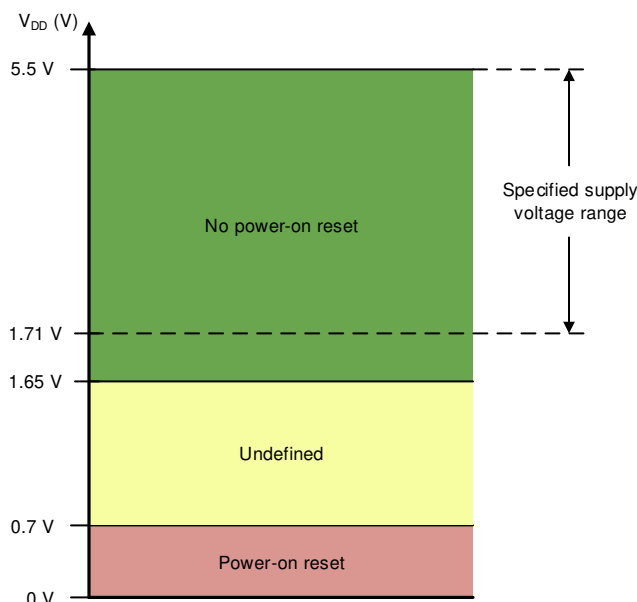 V_DD (V)
5.5 V
Specified supply
voltage range
No power-on reset
1.71 V
1.65 V
Undefined
0.7 V
Power-on reset
0 V